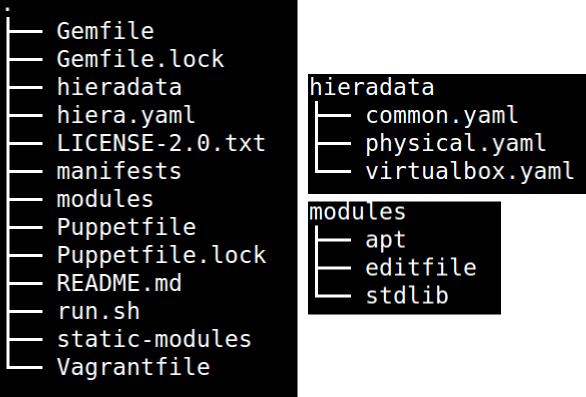 .
├── Gemfile
├── Gemfile.lock
├── hieradata
├── hiera.yaml
├── LICENSE-2.0.txt
├── manifests
├── modules
├── Puppetfile
├── Puppetfile.lock
├── README.md
├── run.sh
├── static-modules
└── Vagrantfile
hieradata
├── common.yaml
├── physical.yaml
└── virtualbox.yaml
modules
├── apt
├── editfile
└── stdlib